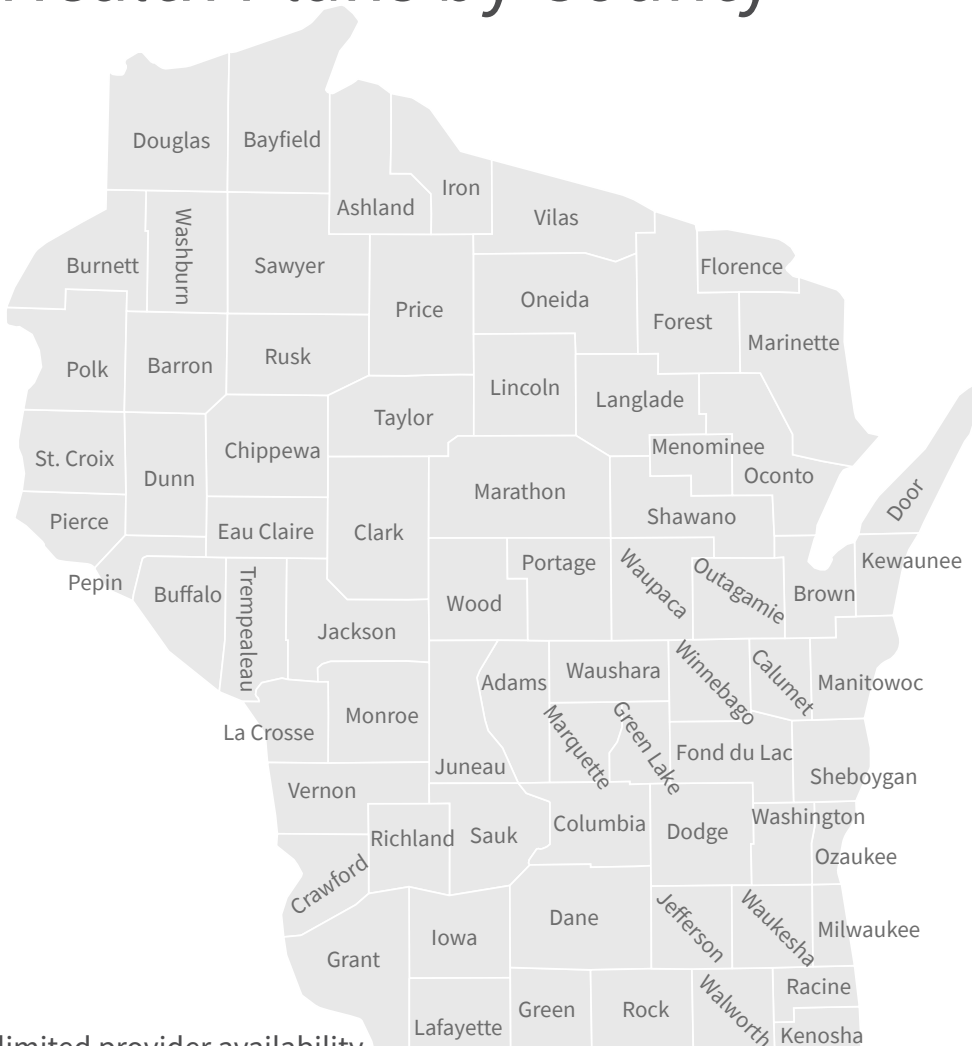 Health Plans by County
Douglas
Bayfield
Iron
Ashland
Vilas
Washburn
Burnett
Sawyer
Florence
Price
Oneida
Forest
Marinette
Polk
Barron
Rusk
Lincoln
Langlade
Taylor
St. Croix
Chippewa
Menominee
Dunn
Oconto
Marathon
Door
Pierce
Eau Claire
Clark
Shawano
Pepin
Buffalo
Trempealeau
Portage
Waupaca
Outagamie
Brown
Kewaunee
Wood
Jackson
Adams
Waushara
Winnebago
Calumet
Manitowoc
La Crosse
Monroe
Juneau
Marquette
Green Lake
Fond du Lac
Sheboygan
Vernon
Richland
Sauk
Columbia
Dodge
Washington
Ozaukee
Crawford
Grant
Iowa
Dane
Jefferson
Waukesha
Milwaukee
Lafayette
Green
Rock
Walworth
Racine
Kenosha
limited provider availability